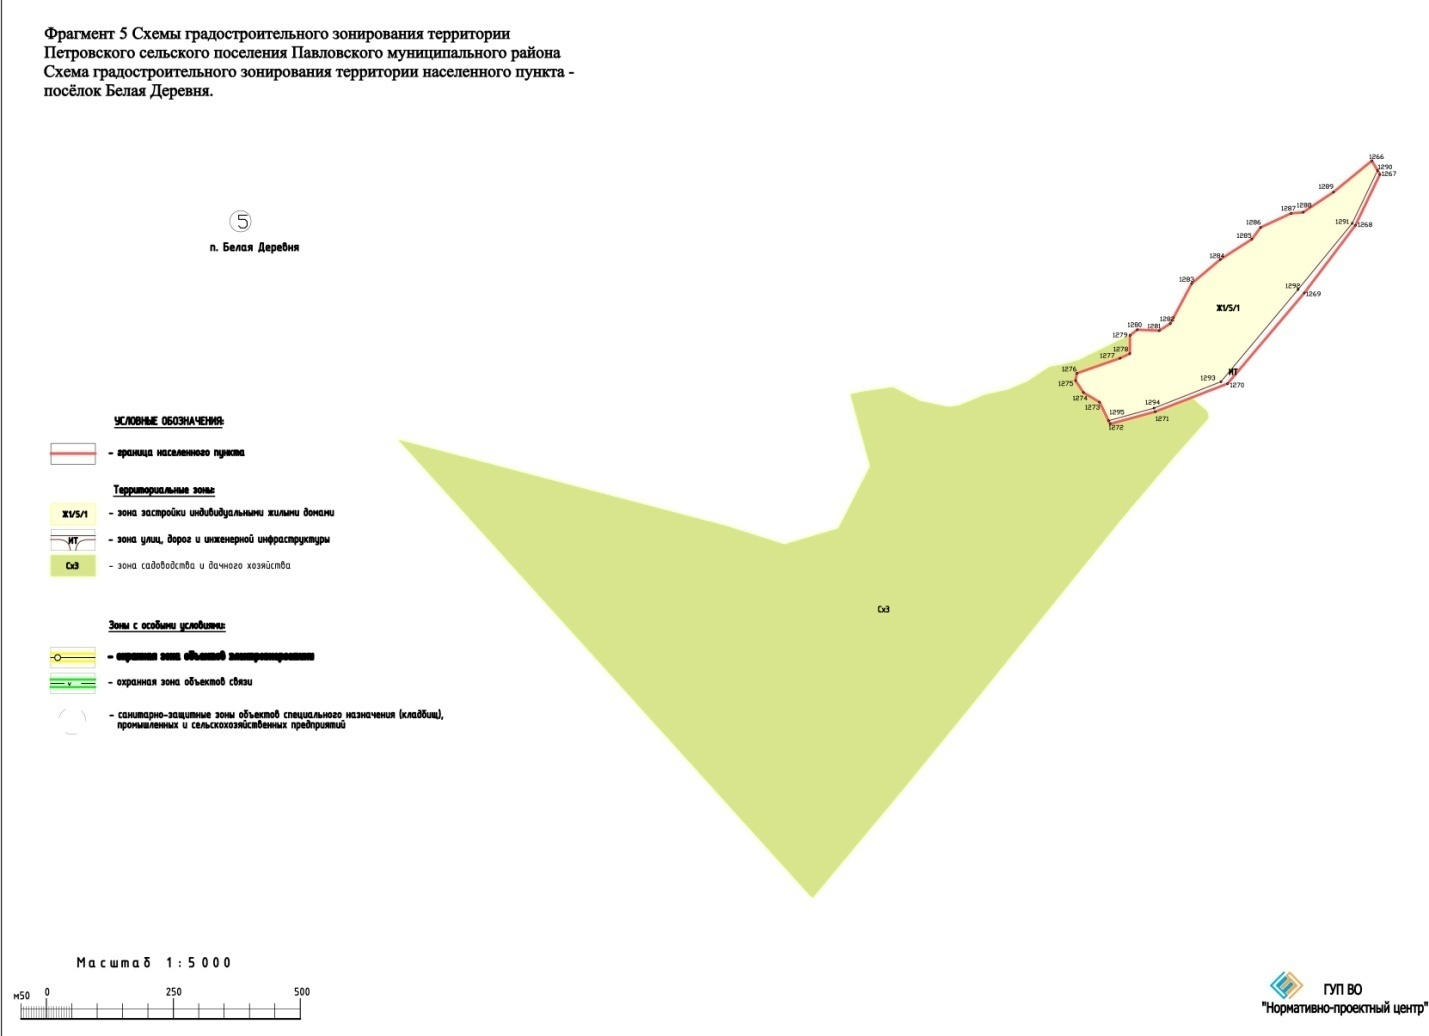 Фрагмент 5 Схемы градостроительного зонирования территории
Петровского сельского поселения Павловского муниципального района
Схема градостроительного зонирования территории населенного пункта -
посёлок Белая Деревня.
5
п. Белая Деревня
1266
1290
1267
1289
1288
1287
1286
1291
1268
1285
1284
1283
1292
1269
Ж1/5/1
1282
1281
1280
1279
1278
1277
1276
1275
1274
1273
ИТ
1293
1270
1294
1295
1271
1272
Сх3
УСЛОВНЫЕ ОБОЗНАЧЕНИЯ:
- граница населенного пункта
Территориальные зоны:
Ж1/5/1 - зона застройки индивидуальными жилыми домами
ИТ - зона улиц, дорог и инженерной инфраструктуры
Сх3 - зона садоводства и дачного хозяйства
Зоны с особыми условиями:
- охранная зона объектов электроэнергетики
- охранная зона объектов связи
- санитарно-защитные зоны объектов специального назначения (кладбищ),
промышленных и сельскохозяйственных предприятий
Масштаб 1:5000
м50 0 250 500
ГУП ВО
"Нормативно-проектный центр"